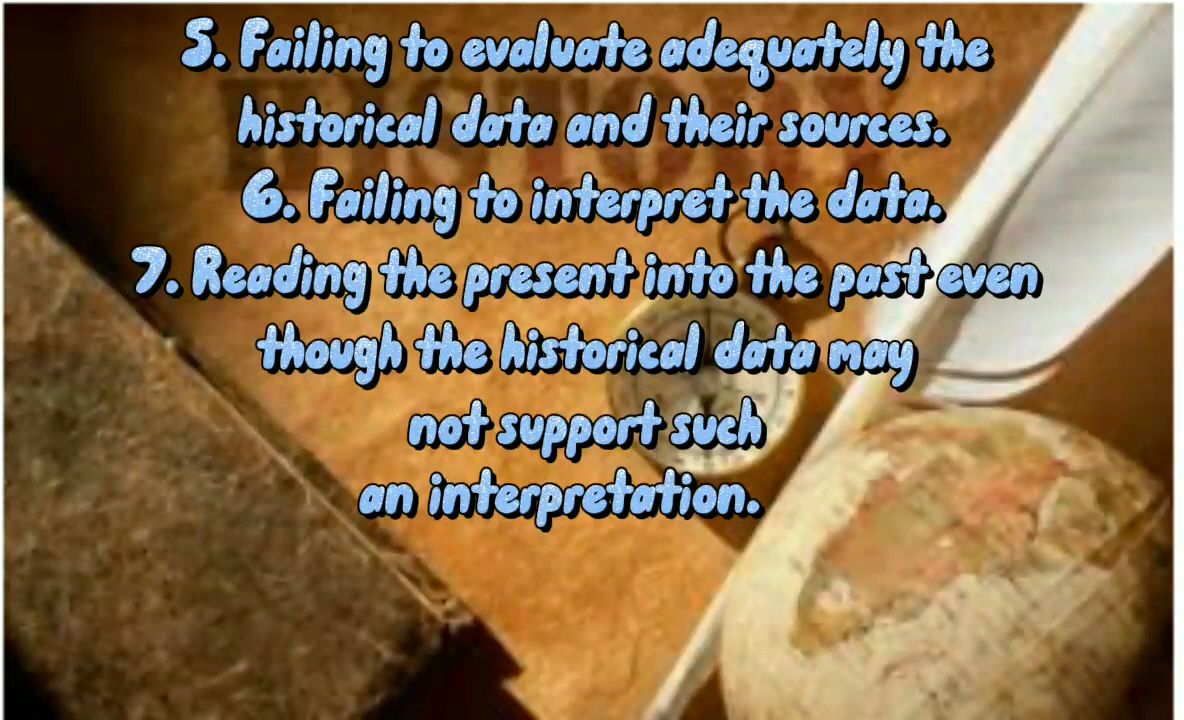 5. Failing to evaluate adequately the
historical data and their sources.
6. Failing to interpret the data.
7. Reading the present into the past even
though the historical data may
not support such
an interpretation.
HISTORY